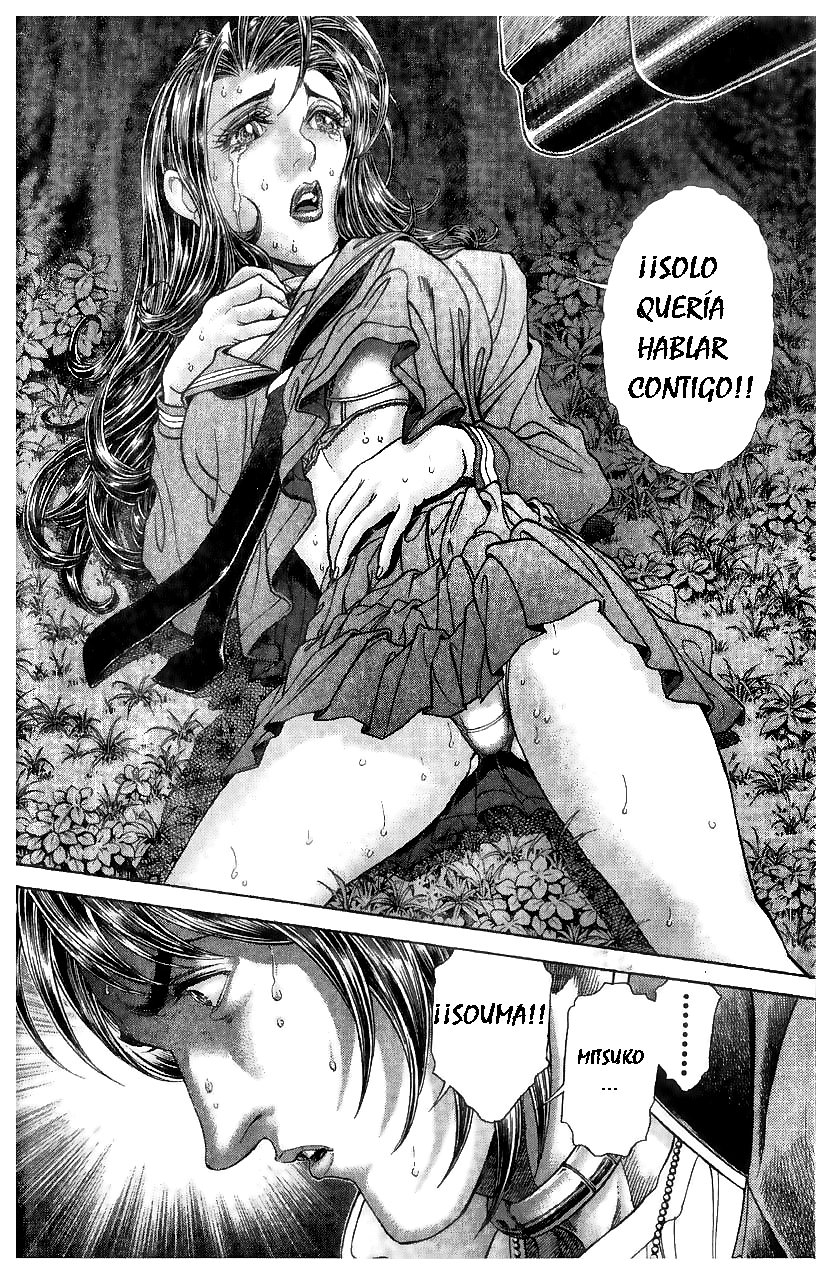 ¡¡SOLO
QUERÍA
HABLAR
CONTIGO!!
........
MITSUKO
...
¡¡SOUMA!!